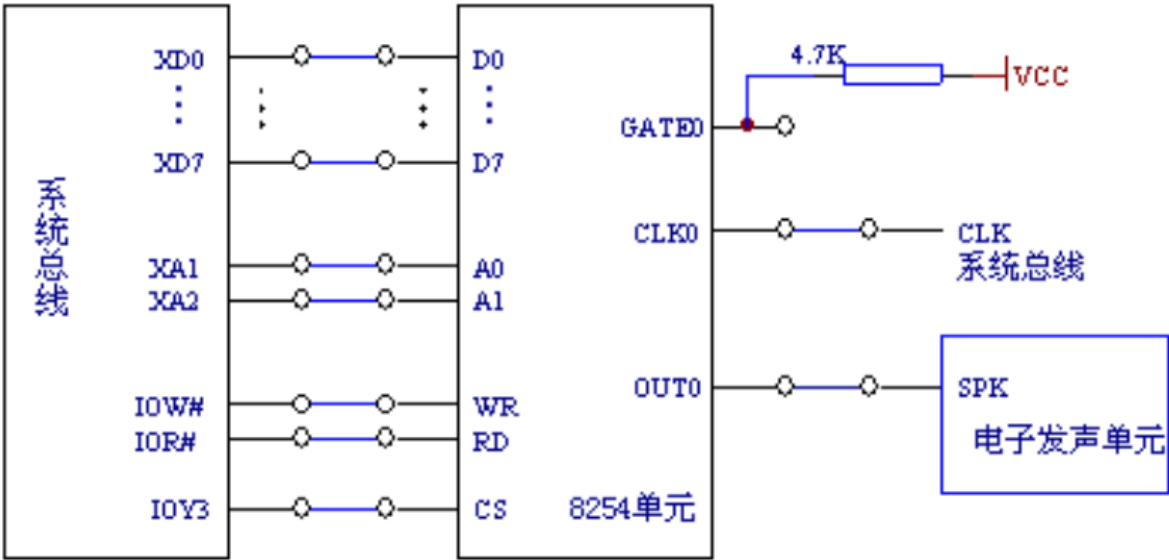 XD0
XD7
XA1
XA2
IOW#
IOR#
IOY3
系统总线
D0
D7
A0
A1
WR
RD
CS
8254单元
GATE0
CLK0
OUT0
4.7K
VCC
CLK
系统总线
SPK
电子发声单元